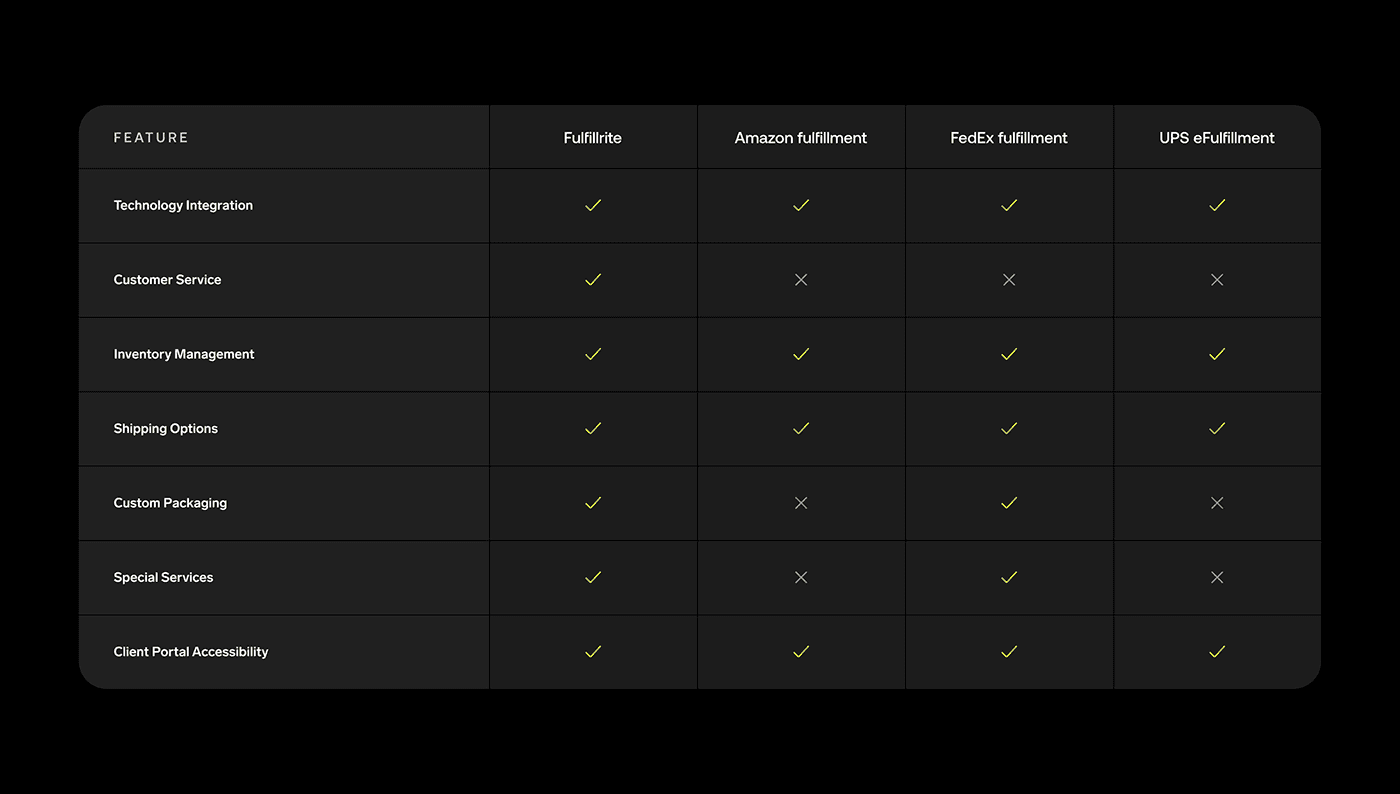 FEATURE Fulfillrite Amazon fulfillment FedEx fulfillment UPS eFulfillment
Technology Integration
Customer Service
Inventory Management
Shipping Options
Custom Packaging
Special Services
Client Portal Accessibility